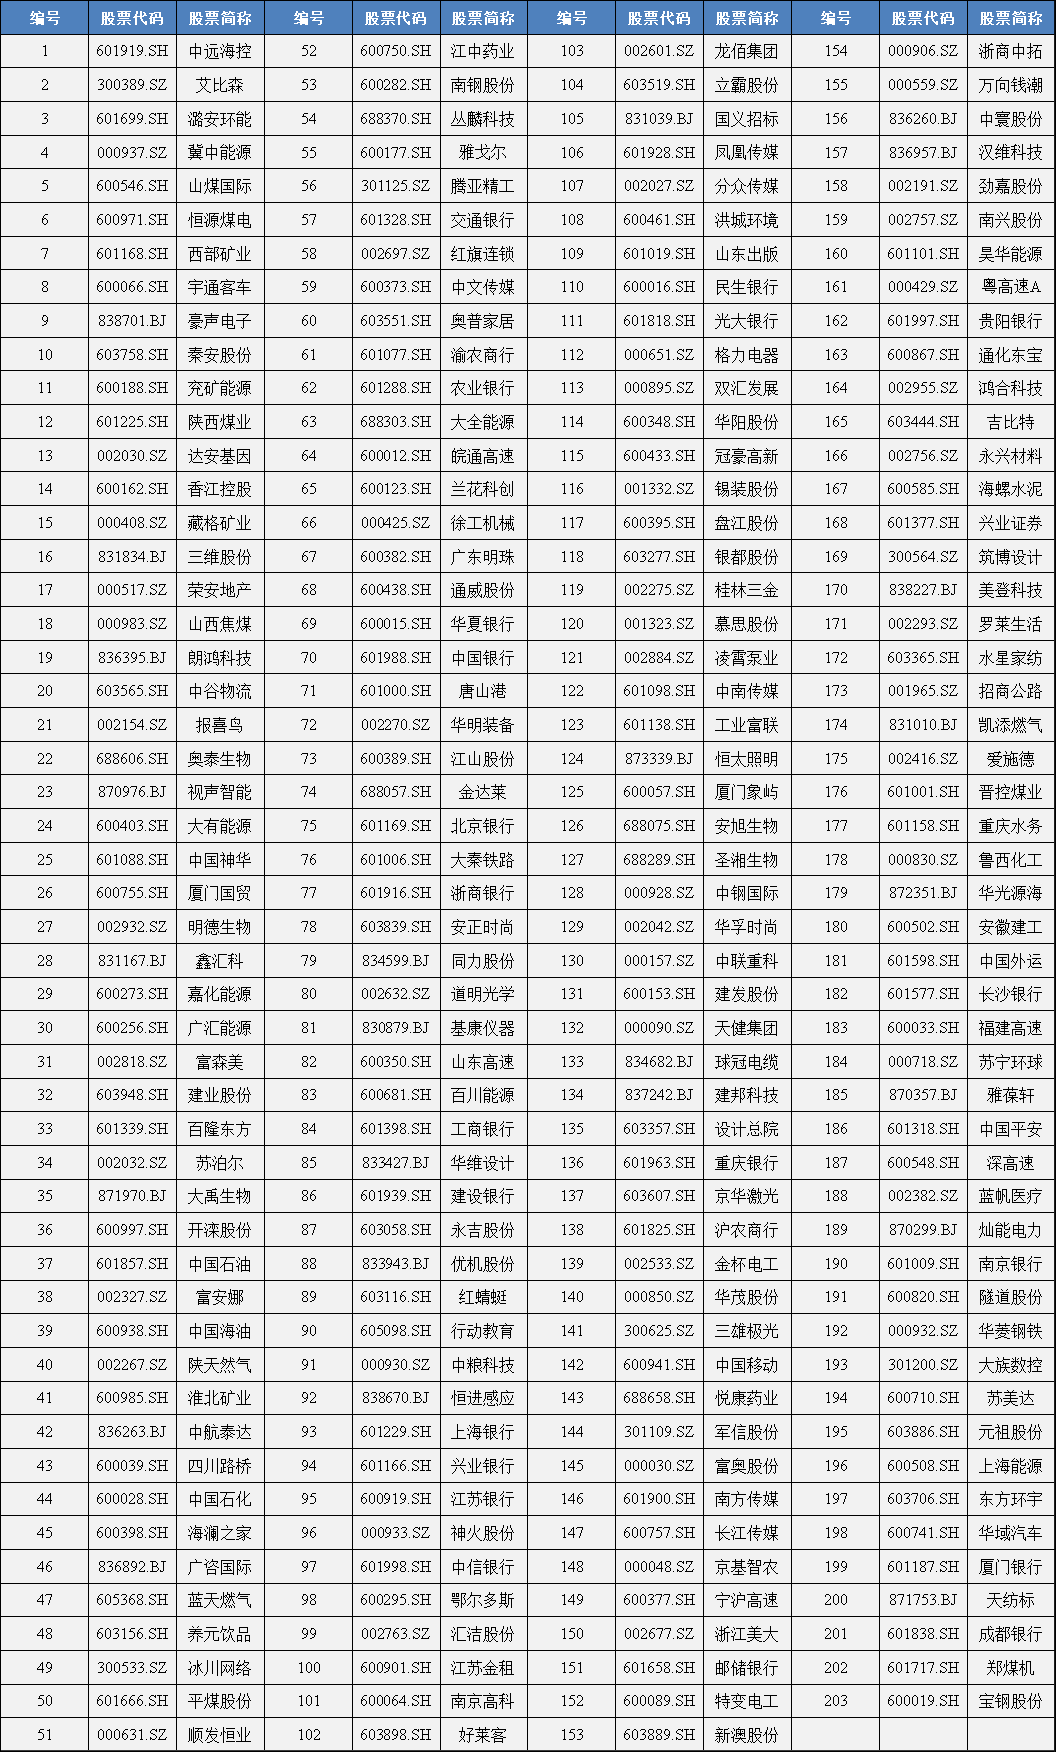 编号 股票代码 股票简称 编号 股票代码 股票简称 编号 股票代码 股票简称 编号 股票代码 股票简称
1 601919.SH 中远海控 52 600750.SH 江中药业 103 002601.SZ 龙佰集团 154 000906.SZ 浙商中拓
2 300389.SZ 艾比森 53 600282.SH 南钢股份 104 603519.SH 立霸股份 155 000559.SZ 万向钱潮
3 601699.SH 潞安环能 54 688370.SH 丛麟科技 105 831039.BJ 国义招标 156 836260.BJ 中寰股份
4 000937.SZ 冀中能源 55 600177.SH 雅戈尔 106 601928.SH 凤凰传媒 157 836957.BJ 汉维科技
5 600546.SH 山煤国际 56 301125.SZ 腾亚精工 107 002027.SZ 分众传媒 158 002191.SZ 劲嘉股份
6 600971.SH 恒源煤电 57 601328.SH 交通银行 108 600461.SH 洪城环境 159 002757.SZ 南兴股份
7 601168.SH 西部矿业 58 002697.SZ 红旗连锁 109 601019.SH 山东出版 160 601101.SH 昊华能源
8 600066.SH 宇通客车 59 600373.SH 中文传媒 110 600016.SH 民生银行 161 000429.SZ 粤高速A
9 838701.BJ 豪声电子 60 603551.SH 奥普家居 111 601818.SH 光大银行 162 601997.SH 贵阳银行
10 603758.SH 秦安股份 61 601077.SH 渝农商行 112 000651.SZ 格力电器 163 600867.SH 通化东宝
11 600188.SH 兖矿能源 62 601288.SH 农业银行 113 000895.SZ 双汇发展 164 002955.SZ 鸿合科技
12 601225.SH 陕西煤业 63 688303.SH 大全能源 114 600348.SH 华阳股份 165 603444.SH 吉比特
13 002030.SZ 达安基因 64 600012.SH 皖通高速 115 600433.SH 冠豪高新 166 002756.SZ 永兴材料
14 600162.SH 香江控股 65 600123.SH 兰花科创 116 001332.SZ 锡装股份 167 600585.SH 海螺水泥
15 000408.SZ 藏格矿业 66 000425.SZ 徐工机械 117 600395.SH 盘江股份 168 601377.SH 兴业证券
16 831834.BJ 三维股份 67 600382.SH 广东明珠 118 603277.SH 银都股份 169 300564.SZ 筑博设计
17 000517.SZ 荣安地产 68 600438.SH 通威股份 119 002275.SZ 桂林三金 170 838227.BJ 美登科技
18 000983.SZ 山西焦煤 69 600015.SH 华夏银行 120 001323.SZ 慕思股份 171 002293.SZ 罗莱生活
19 836395.BJ 朗鸿科技 70 601988.SH 中国银行 121 002884.SZ 凌霄泵业 172 603365.SH 水星家纺
20 603565.SH 中谷物流 71 601000.SH 唐山港 122 601098.SH 中南传媒 173 001965.SZ 招商公路
21 002154.SZ 报喜鸟 72 002270.SZ 华明装备 123 601138.SH 工业富联 174 831010.BJ 凯添燃气
22 688606.SH 奥泰生物 73 600389.SH 江山股份 124 873339.BJ 恒太照明 175 002416.SZ 爱施德
23 870976.BJ 视声智能 74 688057.SH 金达莱 125 600057.SH 厦门象屿 176 601001.SH 晋控煤业
24 600403.SH 大有能源 75 601169.SH 北京银行 126 688075.SH 安旭生物 177 601158.SH 重庆水务
25 601088.SH 中国神华 76 601006.SH 大秦铁路 127 688289.SH 圣湘生物 178 000830.SZ 鲁西化工
26 600755.SH 厦门国贸 77 601916.SH 浙商银行 128 000928.SZ 中钢国际 179 872351.BJ 华光源海
27 002932.SZ 明德生物 78 603839.SH 安正时尚 129 002042.SZ 华孚时尚 180 600502.SH 安徽建工
28 831167.BJ 鑫汇科 79 834599.BJ 同力股份 130 000157.SZ 中联重科 181 601598.SH 中国外运
29 600273.SH 嘉化能源 80 002632.SZ 道明光学 131 600153.SH 建发股份 182 601577.SH 长沙银行
30 600256.SH 广汇能源 81 830879.BJ 基康仪器 132 000090.SZ 天健集团 183 600033.SH 福建高速
31 002818.SZ 富森美 82 600350.SH 山东高速 133 834682.BJ 球冠电缆 184 000718.SZ 苏宁环球
32 603948.SH 建业股份 83 600681.SH 百川能源 134 837242.BJ 建邦科技 185 870357.BJ 雅葆轩
33 601339.SH 百隆东方 84 601398.SH 工商银行 135 603357.SH 设计总院 186 601318.SH 中国平安
34 002032.SZ 苏泊尔 85 833427.BJ 华维设计 136 601963.SH 重庆银行 187 600548.SH 深高速
35 871970.BJ 大禹生物 86 601939.SH 建设银行 137 603607.SH 京华激光 188 002382.SZ 蓝帆医疗
36 600997.SH 开滦股份 87 603058.SH 永吉股份 138 601825.SH 沪农商行 189 870299.BJ 灿能电力
37 601857.SH 中国石油 88 833943.BJ 优机股份 139 002533.SZ 金杯电工 190 601009.SH 南京银行
38 002327.SZ 富安娜 89 603116.SH 红蜻蜓 140 000850.SZ 华茂股份 191 600820.SH 隧道股份
39 600938.SH 中国海油 90 605098.SH 行动教育 141 300625.SZ 三雄极光 192 000932.SZ 华菱钢铁
40 002267.SZ 陕天然气 91 000930.SZ 中粮科技 142 600941.SH 中国移动 193 301200.SZ 大族数控
41 600985.SH 淮北矿业 92 838670.BJ 恒进感应 143 688658.SH 悦康药业 194 600710.SH 苏美达
42 836263.BJ 中航泰达 93 601229.SH 上海银行 144 301109.SZ 军信股份 195 603886.SH 元祖股份
43 600039.SH 四川路桥 94 601166.SH 兴业银行 145 000030.SZ 富奥股份 196 600508.SH 上海能源
44 600028.SH 中国石化 95 600919.SH 江苏银行 146 601900.SH 南方传媒 197 603706.SH 东方环宇
45 600398.SH 海澜之家 96 000933.SZ 神火股份 147 600757.SH 长江传媒 198 600741.SH 华域汽车
46 836892.BJ 广咨国际 97 601998.SH 中信银行 148 000048.SZ 京基智农 199 601187.SH 厦门银行
47 605368.SH 蓝天燃气 98 600295.SH 鄂尔多斯 149 600377.SH 宁沪高速 200 871753.BJ 天纺标
48 603156.SH 养元饮品 99 002763.SZ 汇洁股份 150 002677.SZ 浙江美大 201 601838.SH 成都银行
49 300533.SZ 冰川网络 100 600901.SH 江苏金租 151 601658.SH 邮储银行 202 601717.SH 郑煤机
50 601666.SH 平煤股份 101 600064.SH 南京高科 152 600089.SH 特变电工 203 600019.SH 宝钢股份
51 000631.SZ 顺发恒业 102 603898.SH 好莱客 153 603889.SH 新澳股份